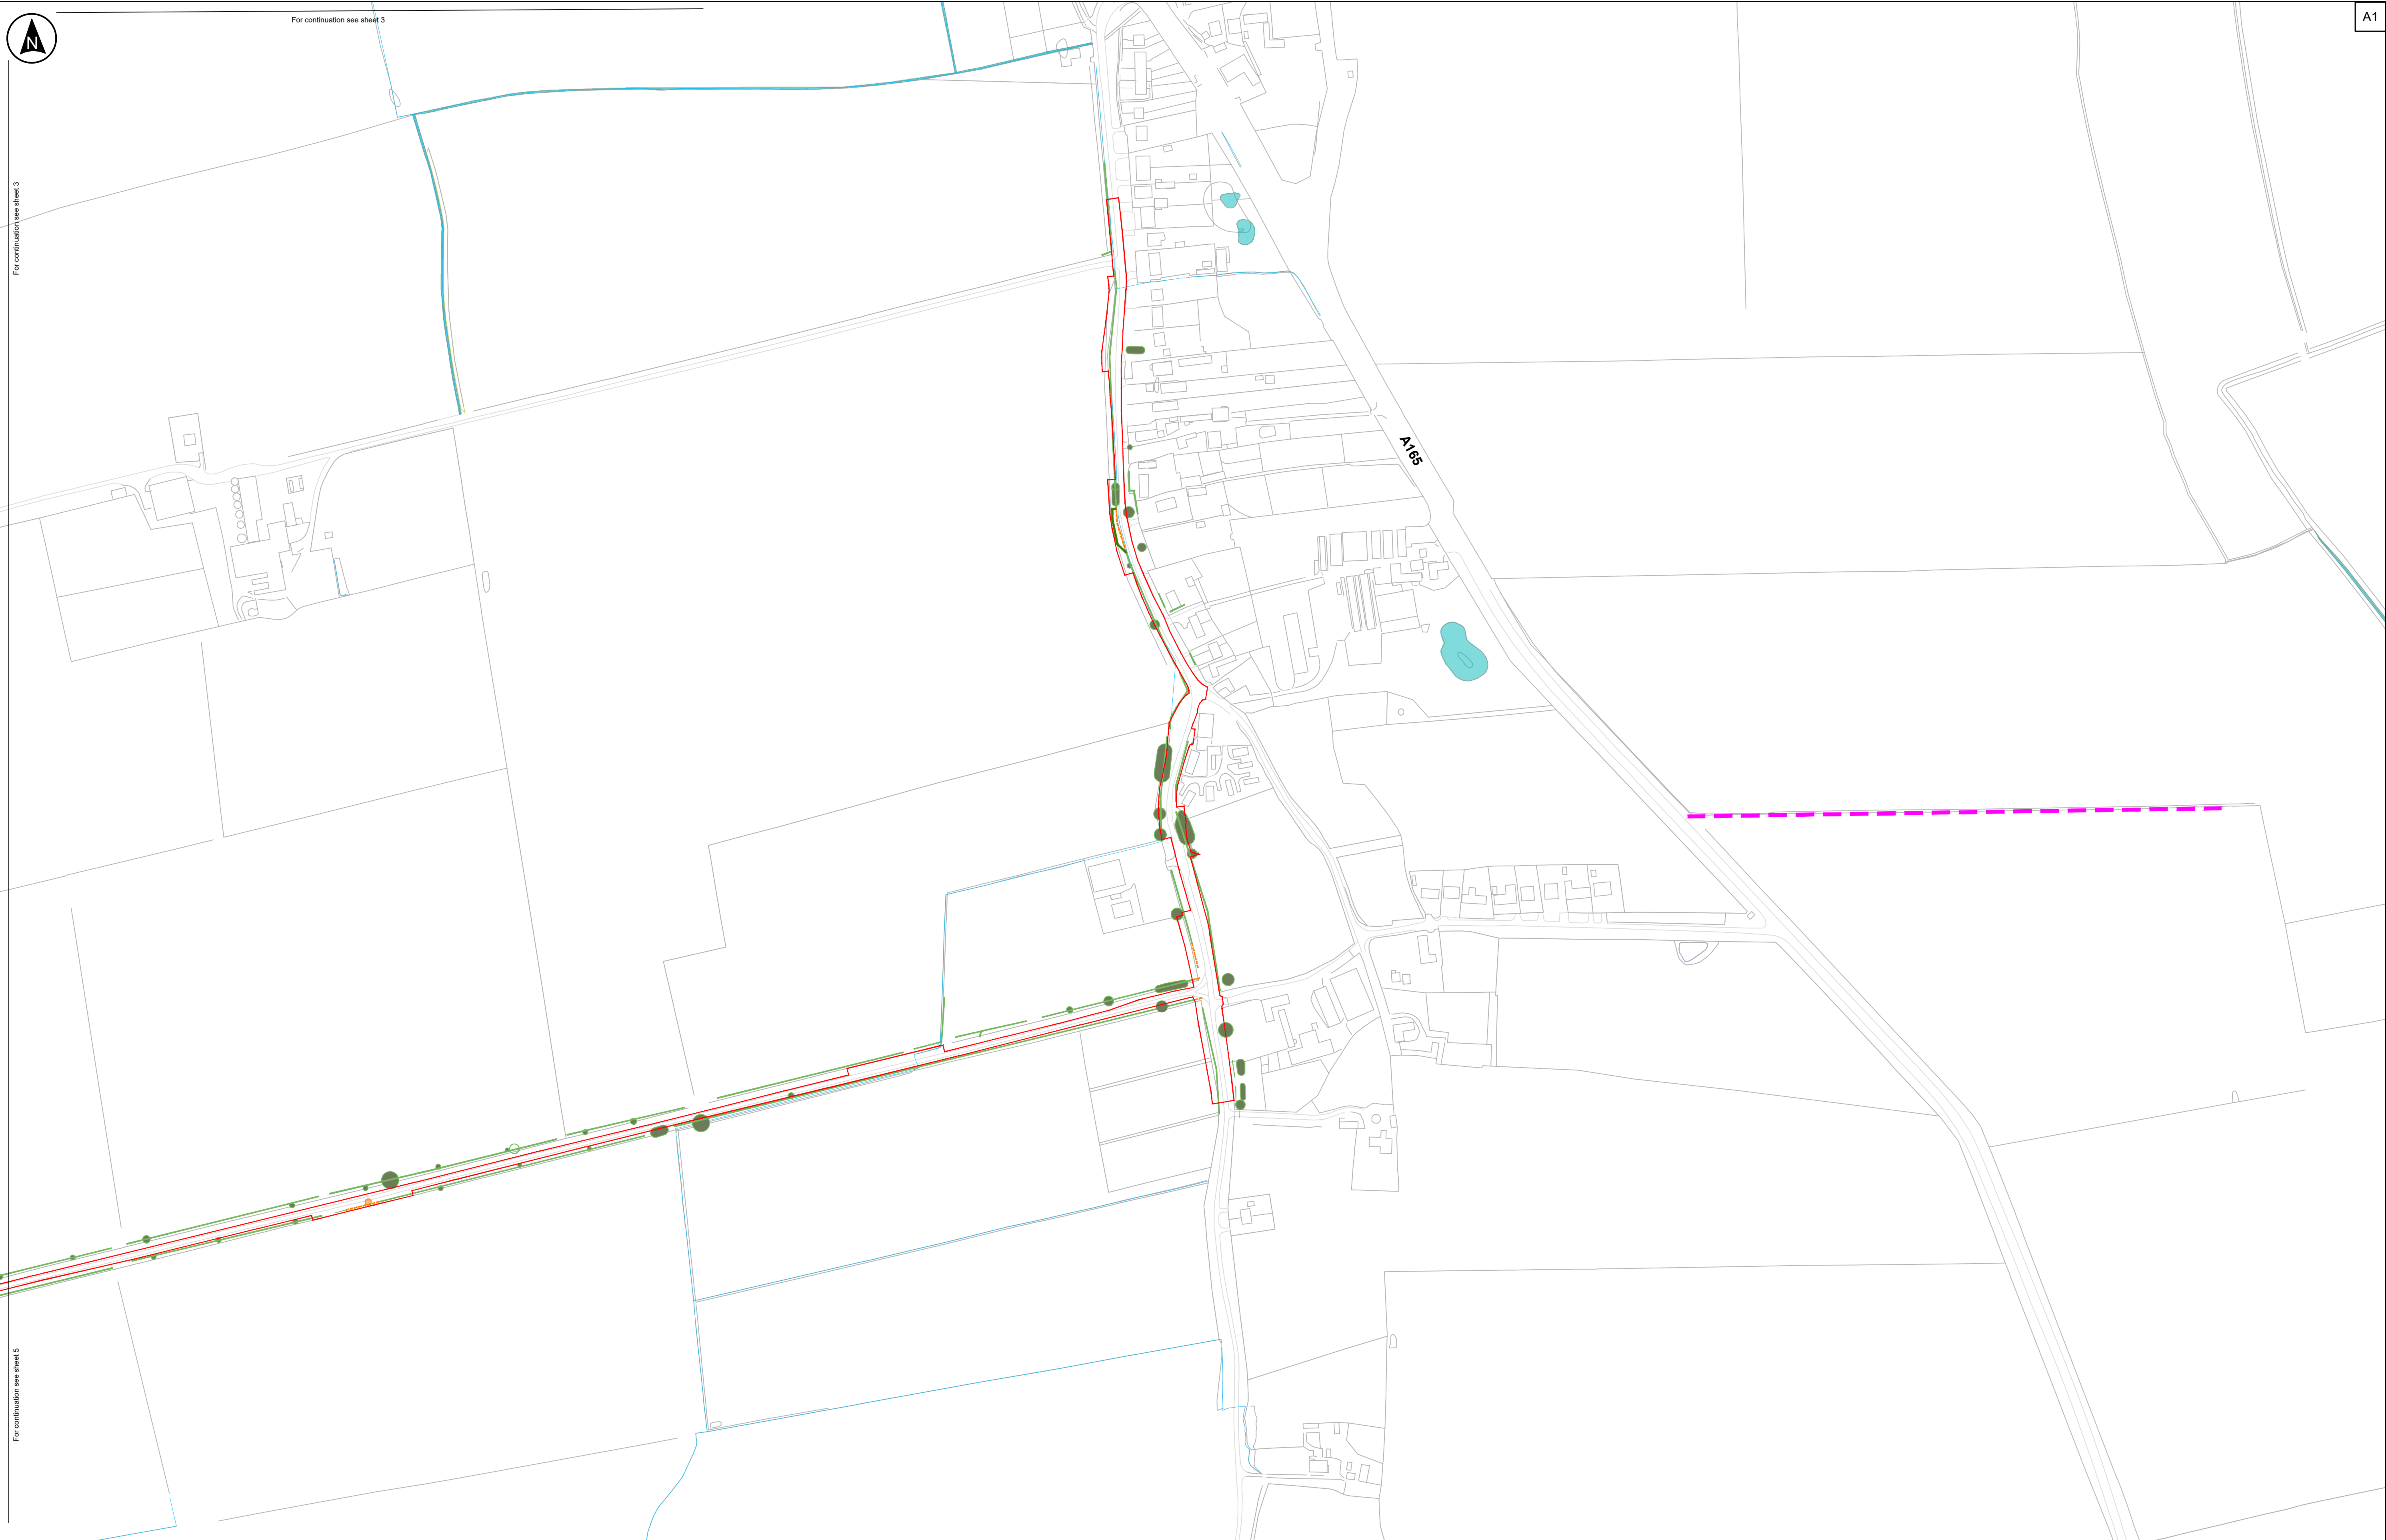 For continuation see sheet 3
A1
N
For continuation see sheet 3
A165
For continuation see sheet 5